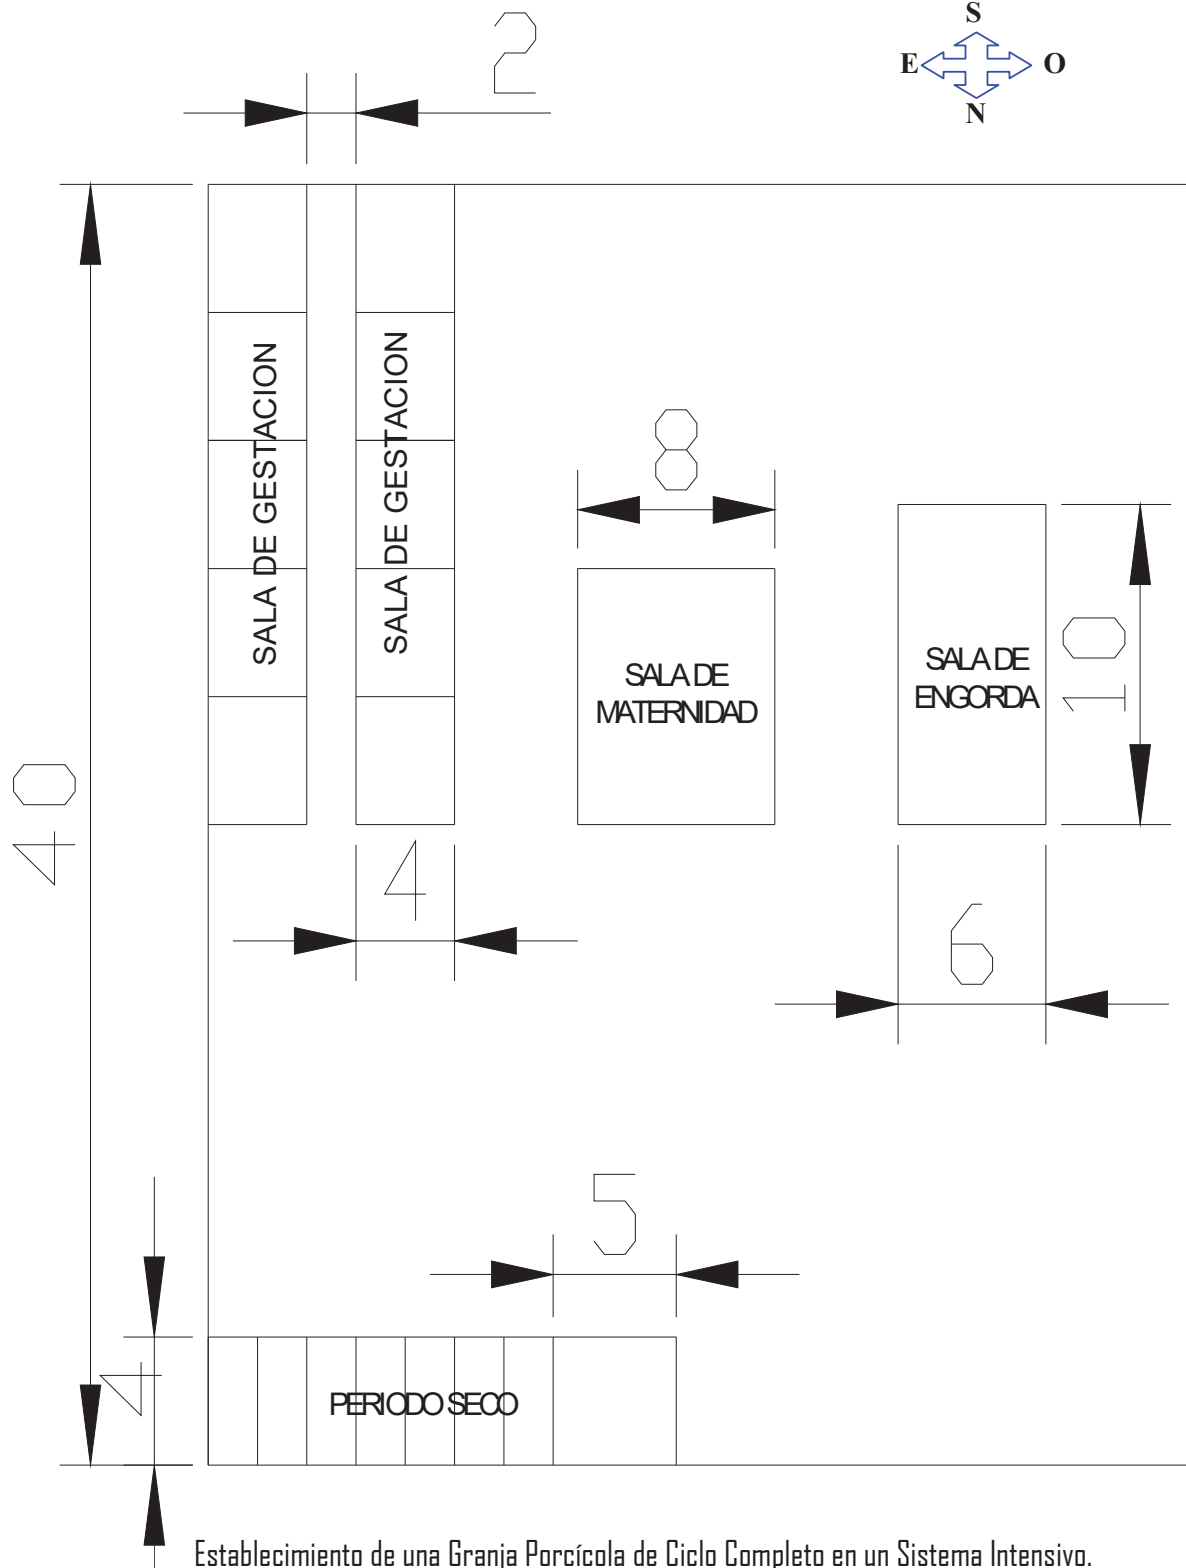 2
S
E O
N
SALA DE GESTACION
SALA DE GESTACION
8
SALA DE
MATERNIDAD
SALA DE
ENGORDA
10
40
4
6
5
4
PERIODO SECO
Establecimiento de una Granja Porcícola de Ciclo Completo en un Sistema Intensivo.